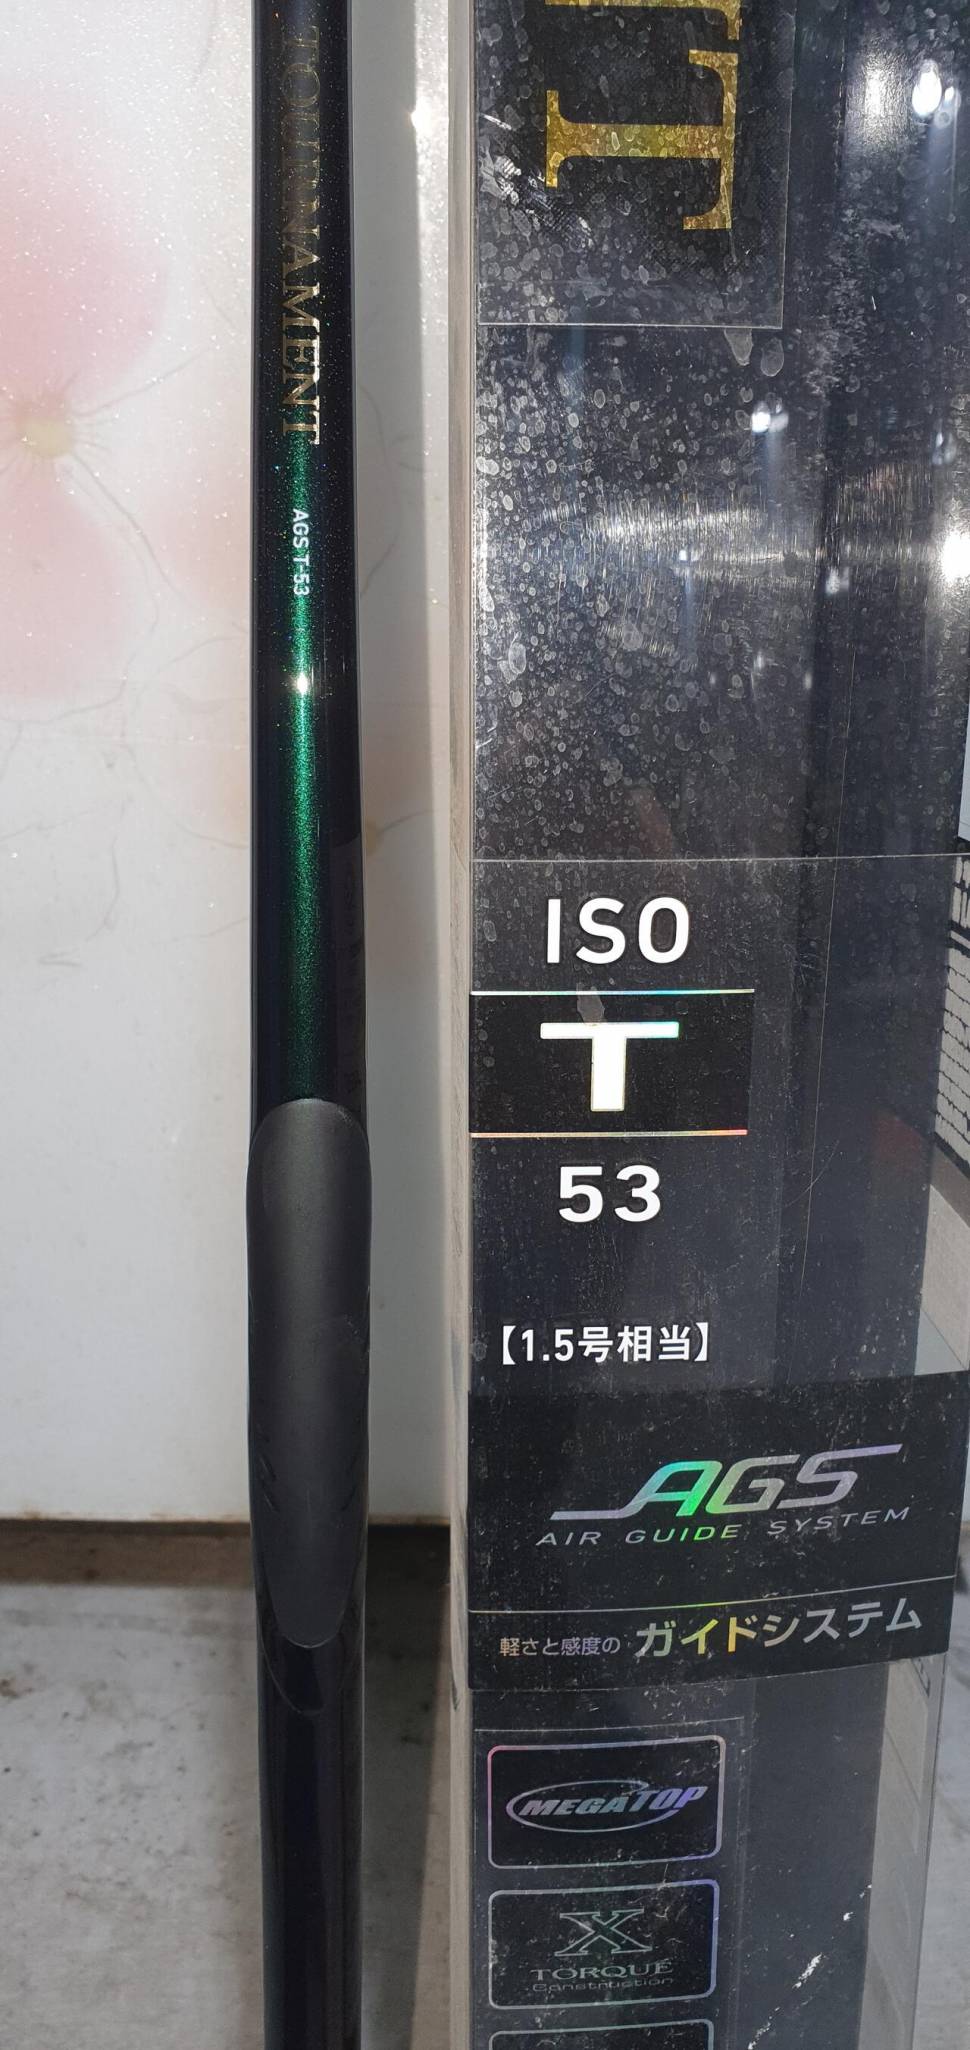 TOURNAMENT
AGS T-53
T
ISO
T
53
【1.5号相当】
AGS
AIR GUIDE SYSTEM
軽さと感度の ガイドシステム
MEGATOP
X
TORQUE
Construction